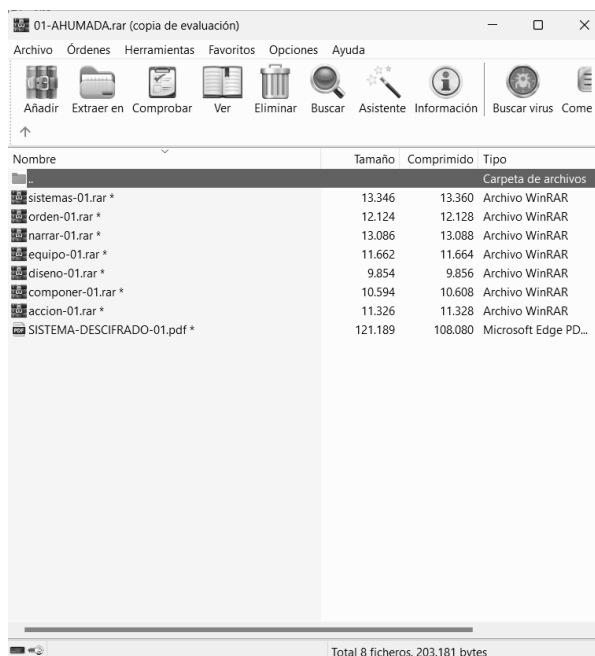 01-AHUMADA.rar (copia de evaluación)
Archivo Órdenes Herramientas Favoritos Opciones Ayuda
Añadir Extraer en Comprobar Ver Eliminar Buscar Asistente Información Buscar virus Come
Nombre Tamaño Comprimido Tipo
.. Carpeta de archivos
sistemas-01.rar * 13.346 13.360 Archivo WinRAR
orden-01.rar * 12.124 12.128 Archivo WinRAR
narrar-01.rar * 13.086 13.088 Archivo WinRAR
equipo-01.rar * 11.662 11.664 Archivo WinRAR
diseno-01.rar * 9.854 9.856 Archivo WinRAR
componer-01.rar * 10.594 10.608 Archivo WinRAR
accion-01.rar * 11.326 11.328 Archivo WinRAR
SISTEMA-DESCIFRADO-01.pdf * 121.189 108.080 Microsoft Edge PD...
Total 8 ficheros, 203.181 bytes